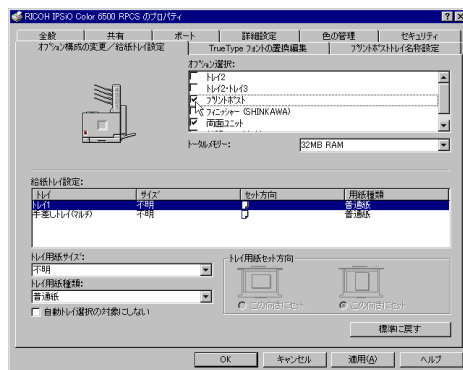 RICOH IPSiO Color 6500 RPCS のプロパティ
全般 共有 ポート 詳細設定 色の管理 セキュリティ
オプション構成の変更／給紙トレイ設定 TrueType フォントの置換編集 プリントポストトレイ名称設定
オプション選択:
トレイ2
トレイ2・トレイ3
プリントポスト
フィニッシャー (SHINKAWA)
両面ユニット
トータルメモリー: 32MB RAM
給紙トレイ設定:
トレイ サイズ セット方向 用紙種類
トレイ1 不明 普通紙
手差しトレイ(マルチ) 不明 普通紙
トレイ用紙サイズ: トレイ用紙セット方向
不明
トレイ用紙種類:
普通紙
この向きにセット この向きにセット
自動トレイ選択の対象にしない
標準に戻す
OK キャンセル 適用(A) ヘルプ